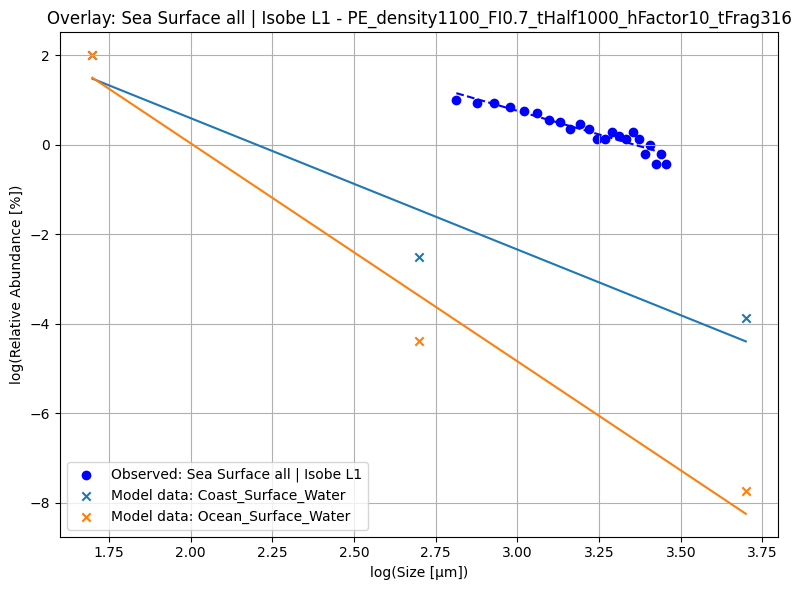 Overlay: Sea Surface all | Isobe L1 - PE_density1100_FI0.7_tHalf1000_hFactor10_tFrag316
log(Relative Abundance [%])
2
0
−2
−4
−6
−8
Observed: Sea Surface all | Isobe L1
Model data: Coast_Surface_Water
Model data: Ocean_Surface_Water
1.75 2.00 2.25 2.50 2.75 3.00 3.25 3.50 3.75
log(Size [μm])